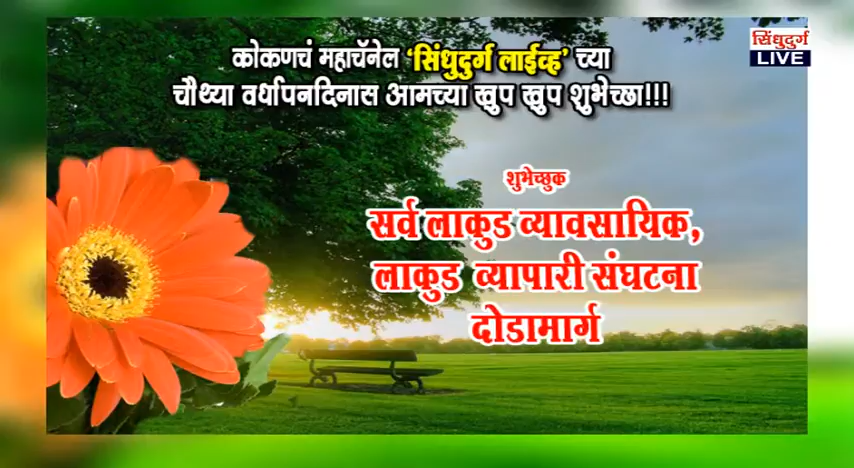 कोकणचं महाचॅनेल ‘सिंधुदुर्ग लाईव्ह’ च्या
चौथ्या वर्धापनदिनास आमच्या खुप खुप शुभेच्छा!!!
सिंधुदुर्ग
LIVE
शुभेच्छुक
सर्व लाकुड व्यावसायिक,
लाकुड व्यापारी संघटना
दोडामार्ग